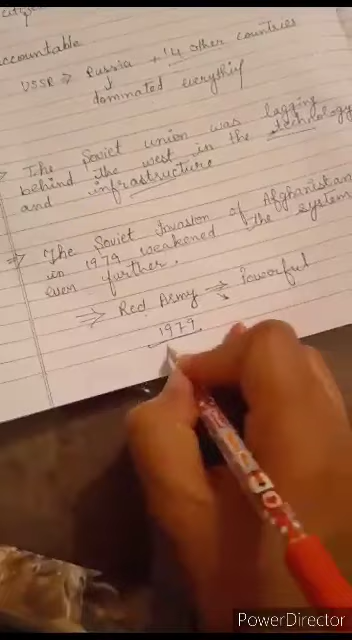 accountable
USSR ⇒ Russia + 14 other countries
↓
dominated everything
The Soviet Union was lagging
behind the west in the technology
and infrastructure
⇒ The Soviet Invasion of Afghanistan
in 1979 weakened the system
even further.
⇒ Red Army → Powerful
1979
PowerDirector